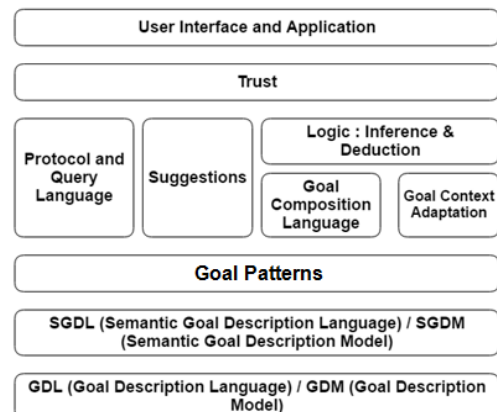 User Interface and Application
Trust
Protocol and
Query
Language
Suggestions
Logic : Inference &
Deduction
Goal
Composition
Language
Goal Context
Adaptation
Goal Patterns
SGDL (Semantic Goal Description Language) / SGDM
(Semantic Goal Description Model)
GDL (Goal Description Language) / GDM (Goal Description
Model)